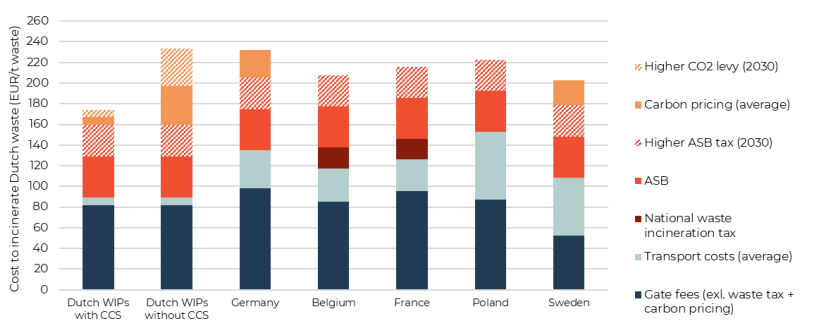 Cost to incinerate Dutch waste (EUR/t waste)
260
240
220
200
180
160
140
120
100
80
60
40
20
0
Dutch WIPs
with CCS
Dutch WIPs
without CCS
Germany
Belgium
France
Poland
Sweden
Higher CO2 levy (2030)
Carbon pricing (average)
Higher ASB tax (2030)
ASB
National waste
incineration tax
Transport costs (average)
Gate fees (exl. waste tax +
carbon pricing)